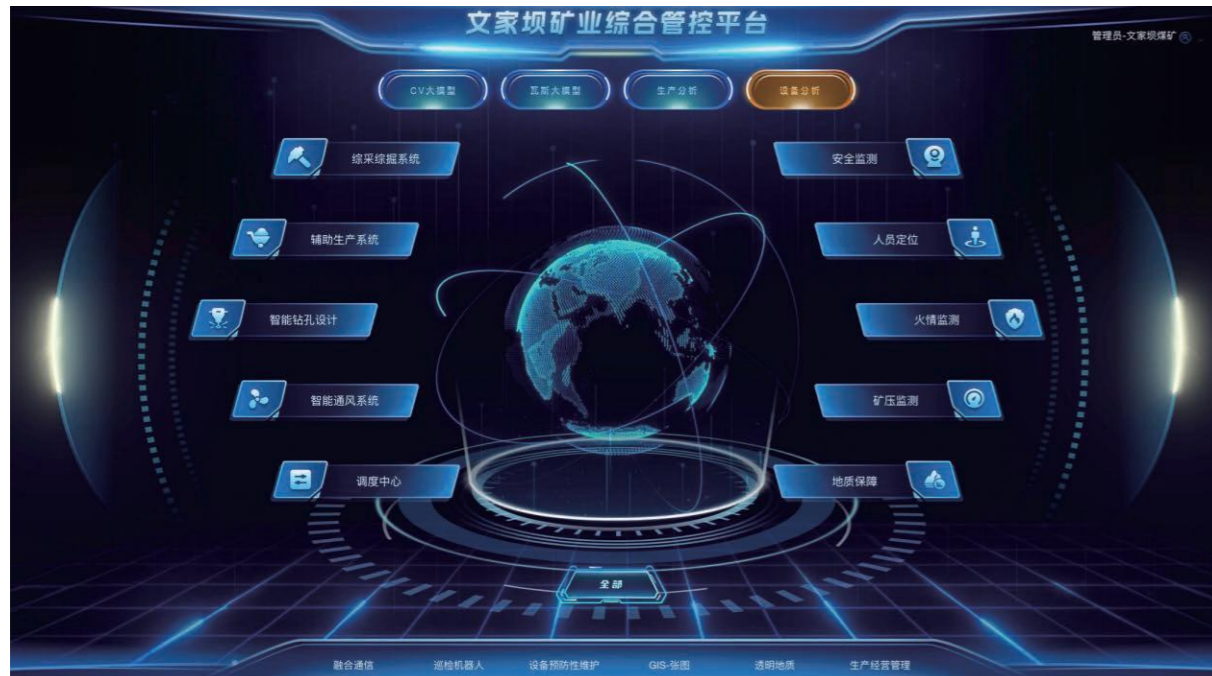 文家坝矿业综合管控平台
管理员-文家坝煤矿
CV大模型
瓦斯大模型
生产分析
设备分析
综采综掘系统
安全监测
辅助生产系统
人员定位
智能钻孔设计
火情监测
智能通风系统
矿压监测
调度中心
地质保障
全部
融合通信
巡检机器人
设备预防性维护
GIS-张图
透明地质
生产经营管理